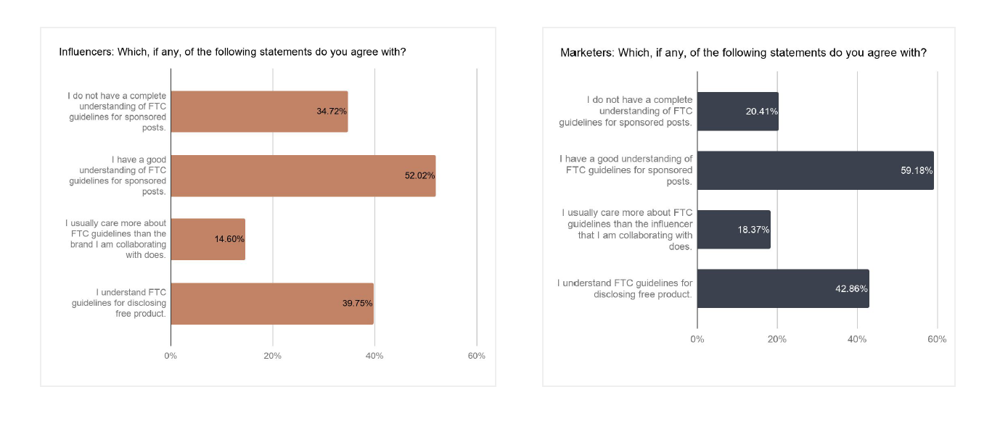 Influencers: Which, if any, of the following statements do you agree with?
I do not have a complete
understanding of FTC
guidelines for sponsored
posts.
34.72%
I have a good
understanding of FTC
guidelines for sponsored
posts.
52.02%
I usually care more about
FTC guidelines than the
brand I am collaborating
with does.
14.60%
I understand FTC
guidelines for disclosing
free product.
39.75%
0%
20%
40%
60%
Marketers: Which, if any, of the following statements do you agree with?
I do not have a complete
understanding of FTC
guidelines for sponsored posts.
20.41%
I have a good understanding of
FTC guidelines for sponsored
posts.
59.18%
I usually care more about FTC
guidelines than the influencer
that I am collaborating with
does.
18.37%
I understand FTC guidelines for
disclosing free product.
42.86%
0%
20%
40%
60%